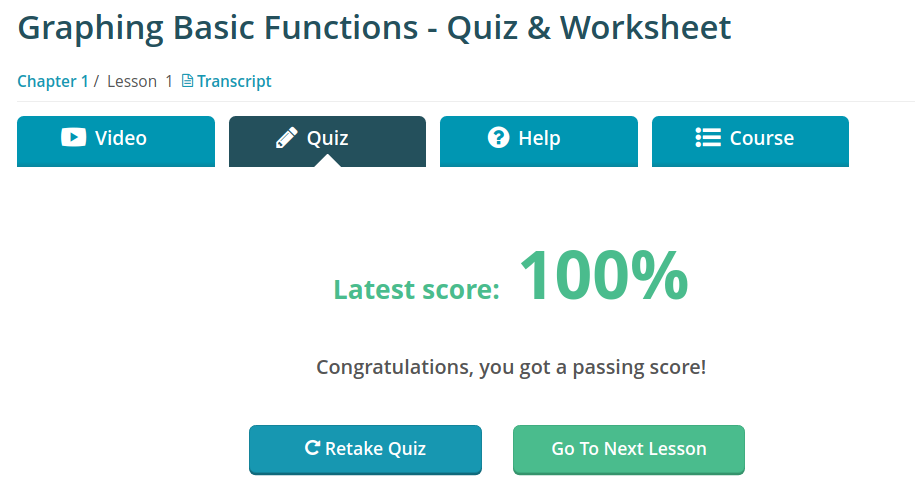 Graphing Basic Functions - Quiz & Worksheet
Chapter 1 / Lesson 1 Transcript
Video Quiz Help Course
Latest score: 100%
Congratulations, you got a passing score!
Retake Quiz Go To Next Lesson